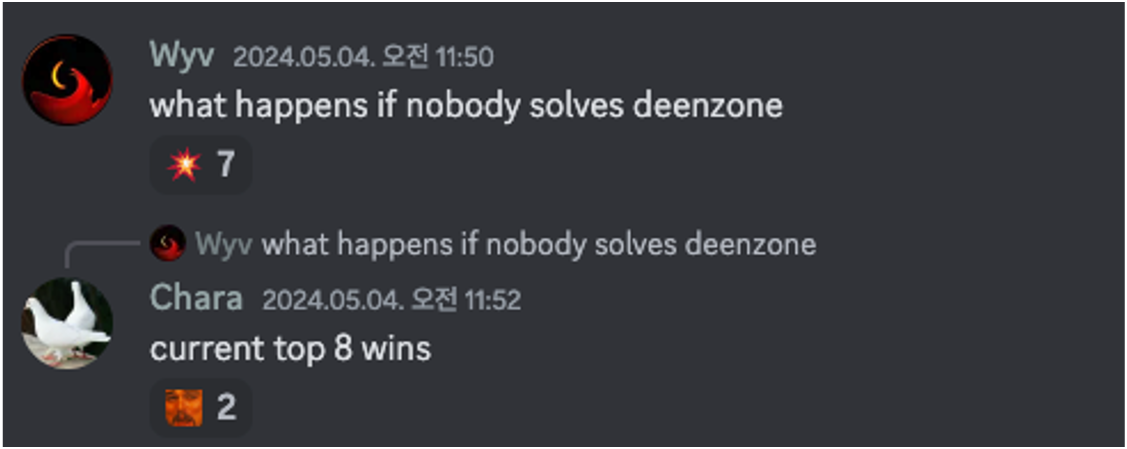 Wyv 2024.05.04. 오전 11:50
what happens if nobody solves deenzone
7
Wyv what happens if nobody solves deenzone
Chara 2024.05.04. 오전 11:52
current top 8 wins
2